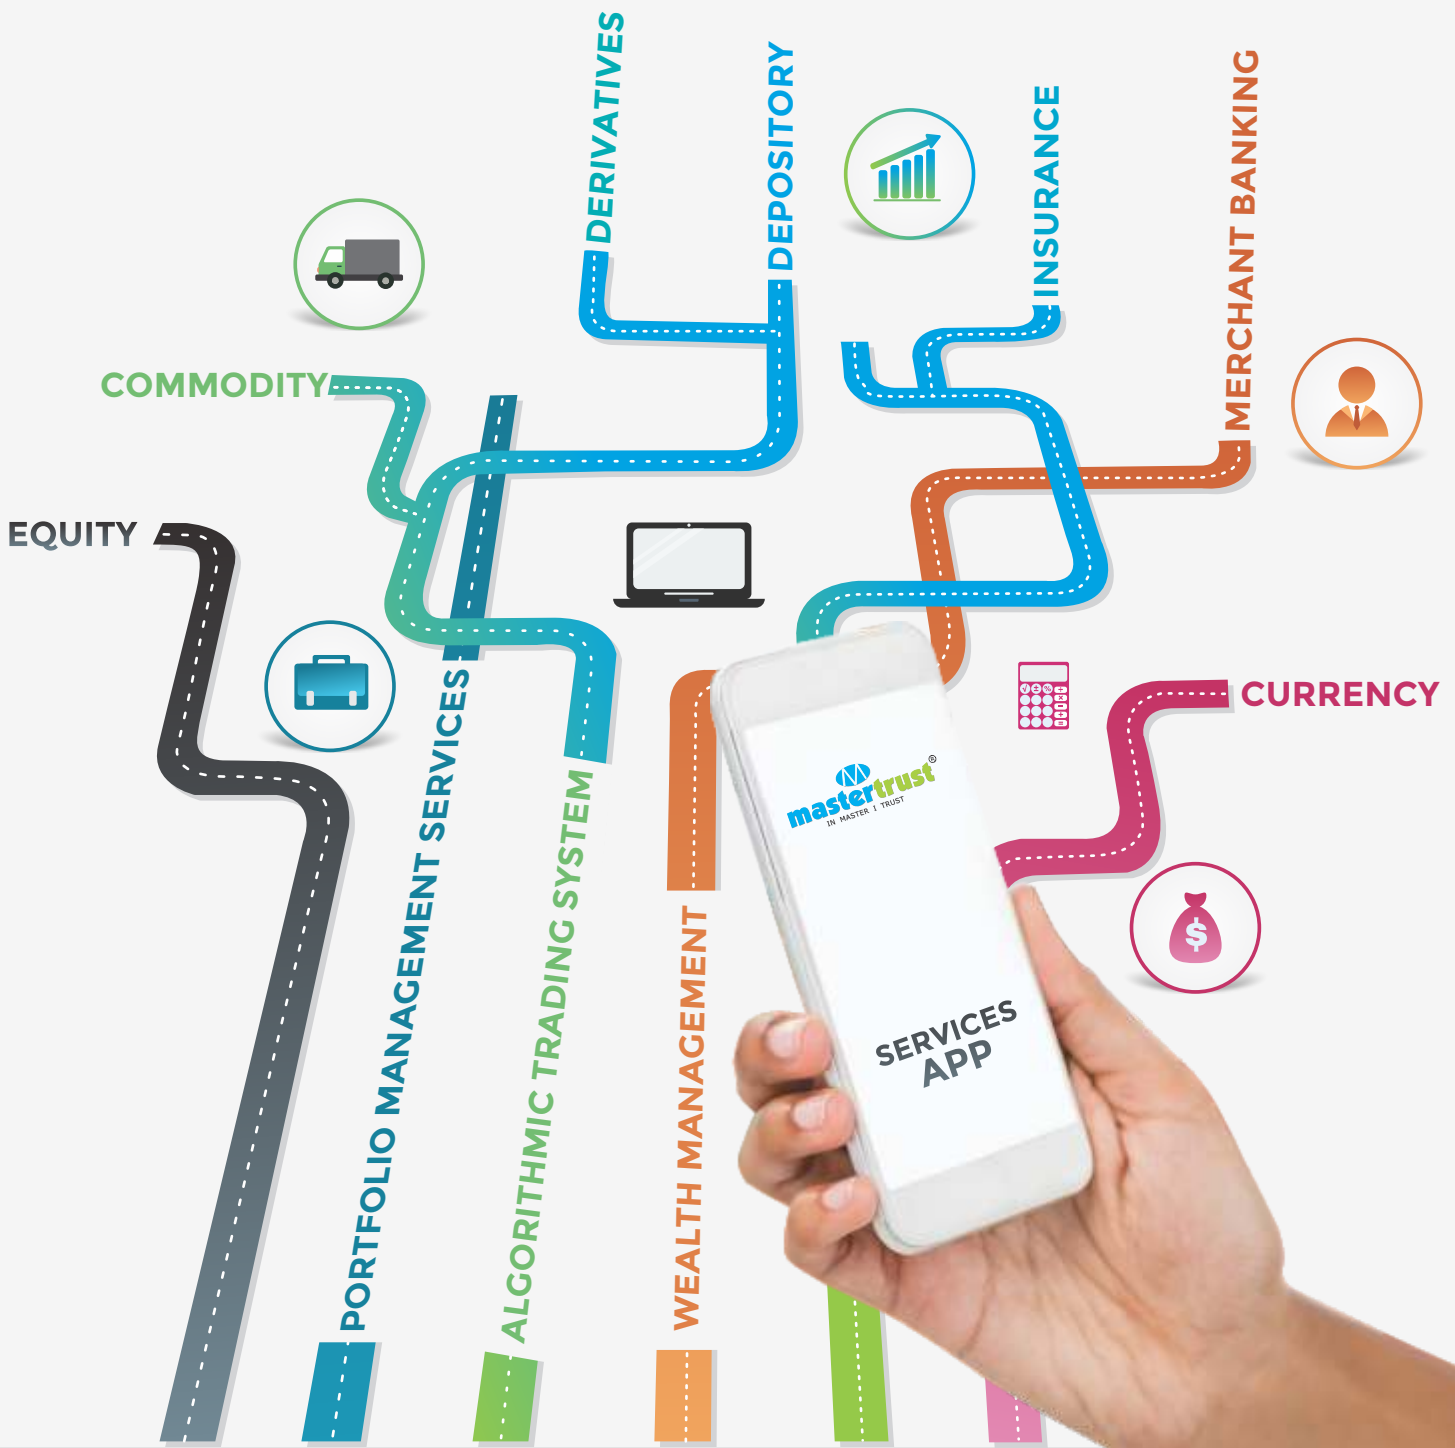 DERIVATIVES
DEPOSITORY
INSURANCE
MERCHANT BANKING
COMMODITY
EQUITY
CURRENCY
PORTFOLIO MANAGEMENT SERVICES
ALGORITHMIC TRADING SYSTEM
WEALTH MANAGEMENT
mastertrust®
IN MASTER I TRUST
$
SERVICES
APP